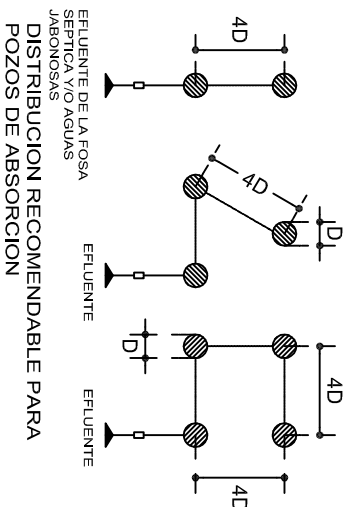 4D
4D
D
4D
4D
D
EFLUENTE DE LA FOSA
SEPTICA Y/O AGUAS
JABONOSAS
EFLUENTE
EFLUENTE
DISTRIBUCION RECOMENDABLE PARA
POZOS DE ABSORCION